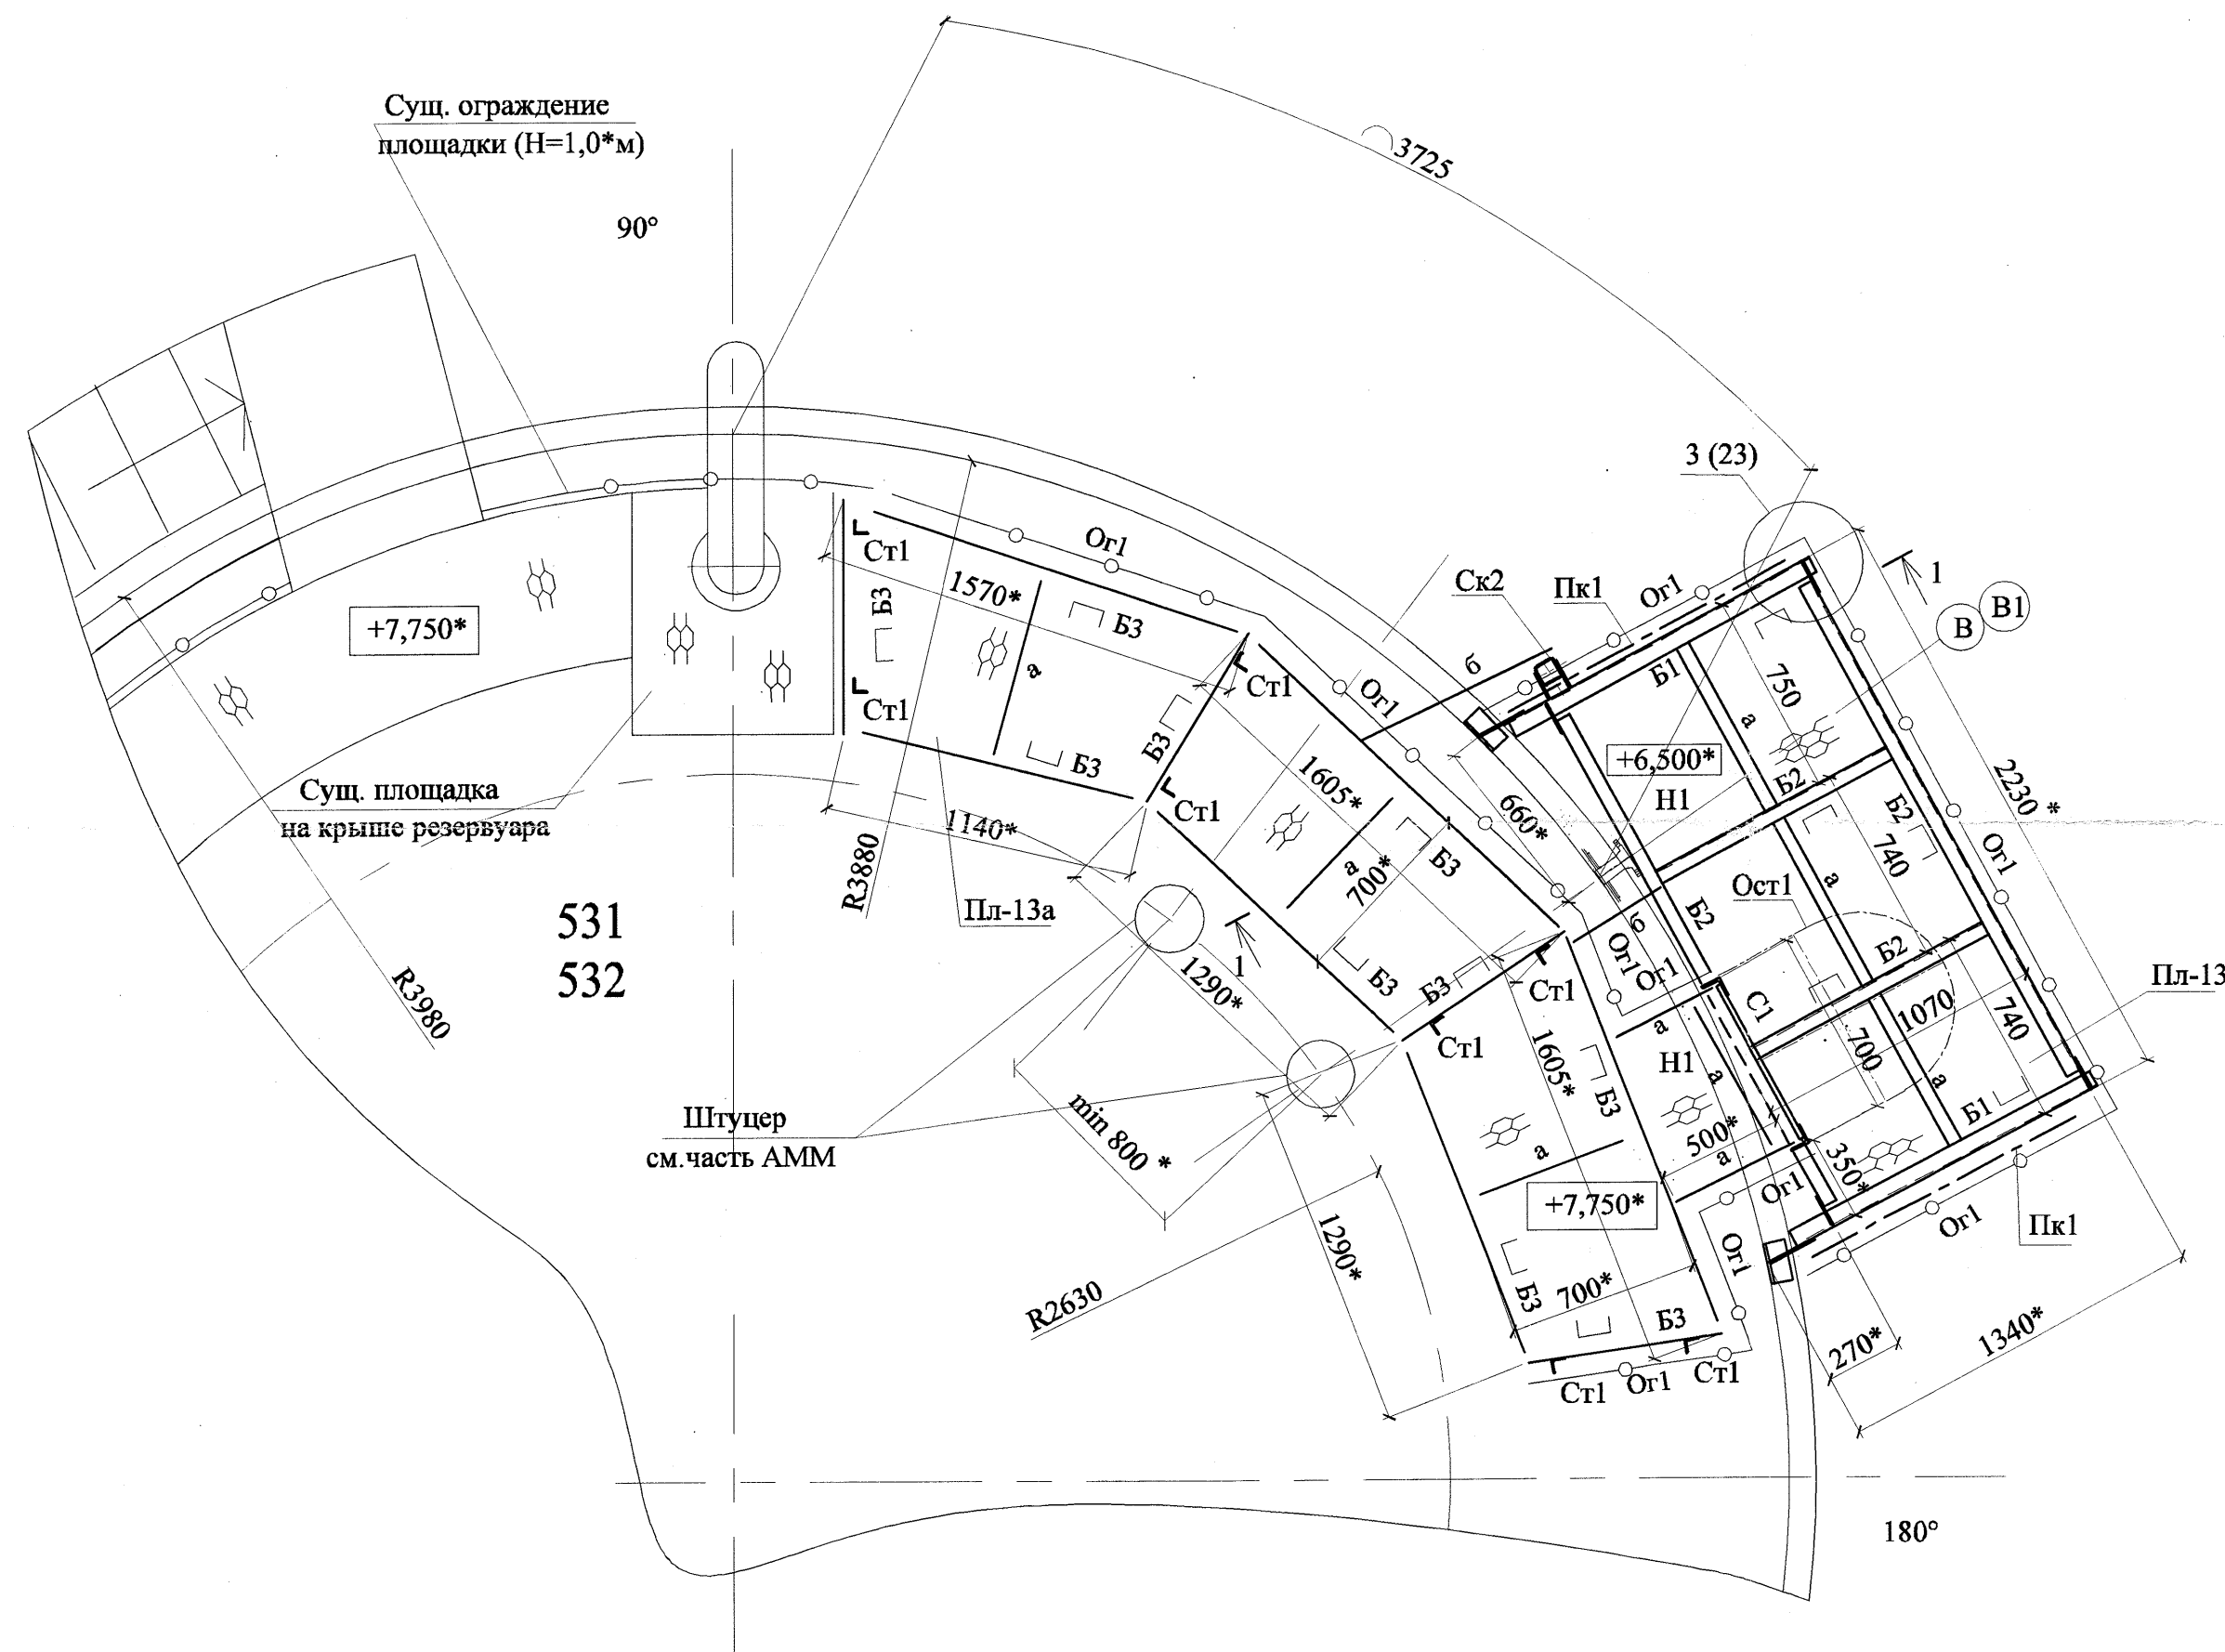 Сущ. ограждение
площадки (Н=1,0*м)
90°
3725
3 (23)
1
В
В1
Ск2
Пк1
Ог1
Ог1
Ст1
Б3
1570*
Б3
а
Ст1
Б3
Б3
Ст1
Ст1
+7,750*
Сущ. площадка
на крыше резервуара
1140*
R3880
Пл-13а
531
532
R3980
Ог1
б
1605*
а
700*
Б3
660*
Б1
750
а
+6,500*
Н1
Б2
Б2
2230 *
740
а
Ог1
Ост1
Б2
б
Ог1
Ог1
Б2
Пл-13
1
1290*
Б3
Б3
Ст1
Ст1
С1
1070
740
700
а
Н1
а
а
1605*
Б3
Штуцер
см.часть АММ
min 800 *
500*
а
а
350*
Б1
+7,750*
Ог1
Ог1
Ог1
Пк1
1290*
Б3
700*
Б3
R2630
Ст1
Ог1
Ст1
270*
1340*
180°